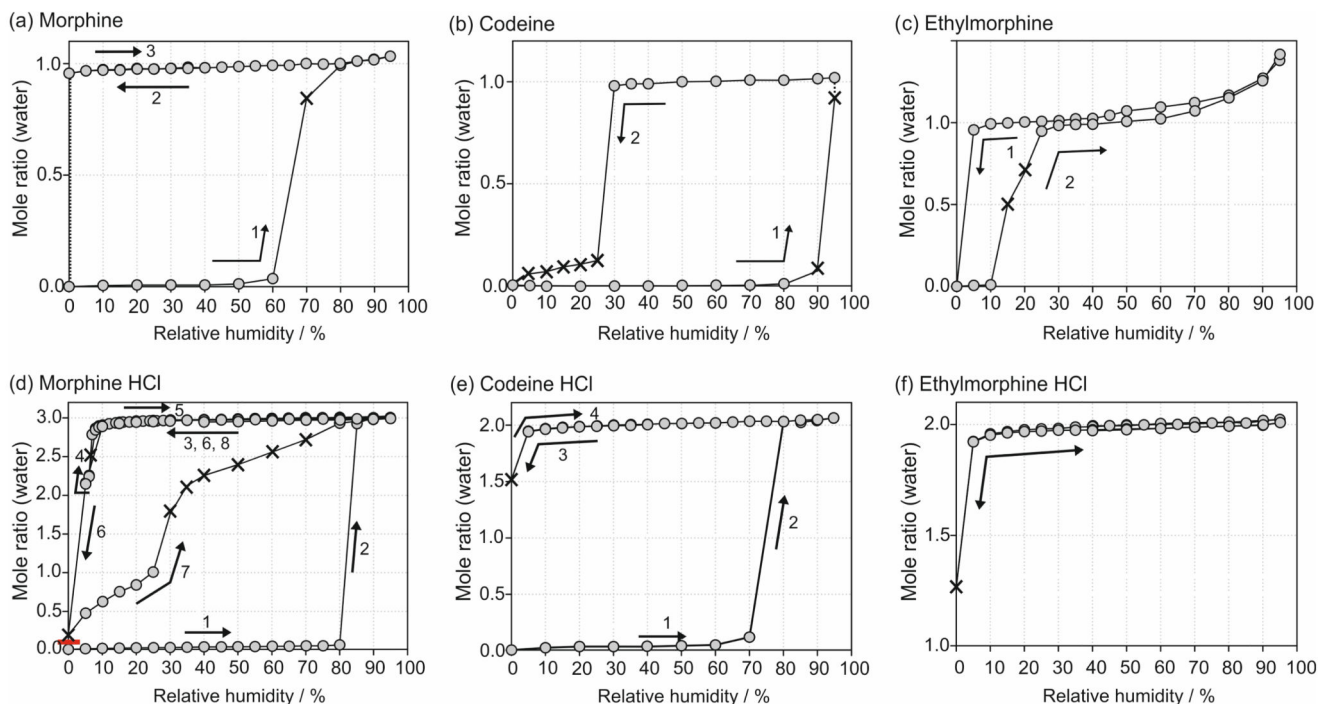 (a) Morphine
Mole ratio (water)
1.0
0.5
0.0
3
2
1
0 10 20 30 40 50 60 70 80 90 100
Relative humidity / %
(b) Codeine
Mole ratio (water)
1.0
0.5
0.0
2
1
0 10 20 30 40 50 60 70 80 90 100
Relative humidity / %
(c) Ethylmorphine
Mole ratio (water)
1.0
0.5
0.0
1
2
0 10 20 30 40 50 60 70 80 90 100
Relative humidity / %
(d) Morphine HCl
Mole ratio (water)
3.0
2.5
2.0
1.5
1.0
0.5
0.0
5
3, 6, 8
4
6
7
2
1
0 10 20 30 40 50 60 70 80 90 100
Relative humidity / %
(e) Codeine HCl
Mole ratio (water)
2.0
1.5
1.0
0.5
0.0
4
3
2
1
0 10 20 30 40 50 60 70 80 90 100
Relative humidity / %
(f) Ethylmorphine HCl
Mole ratio (water)
2.0
1.5
1.0
0 10 20 30 40 50 60 70 80 90 100
Relative humidity / %